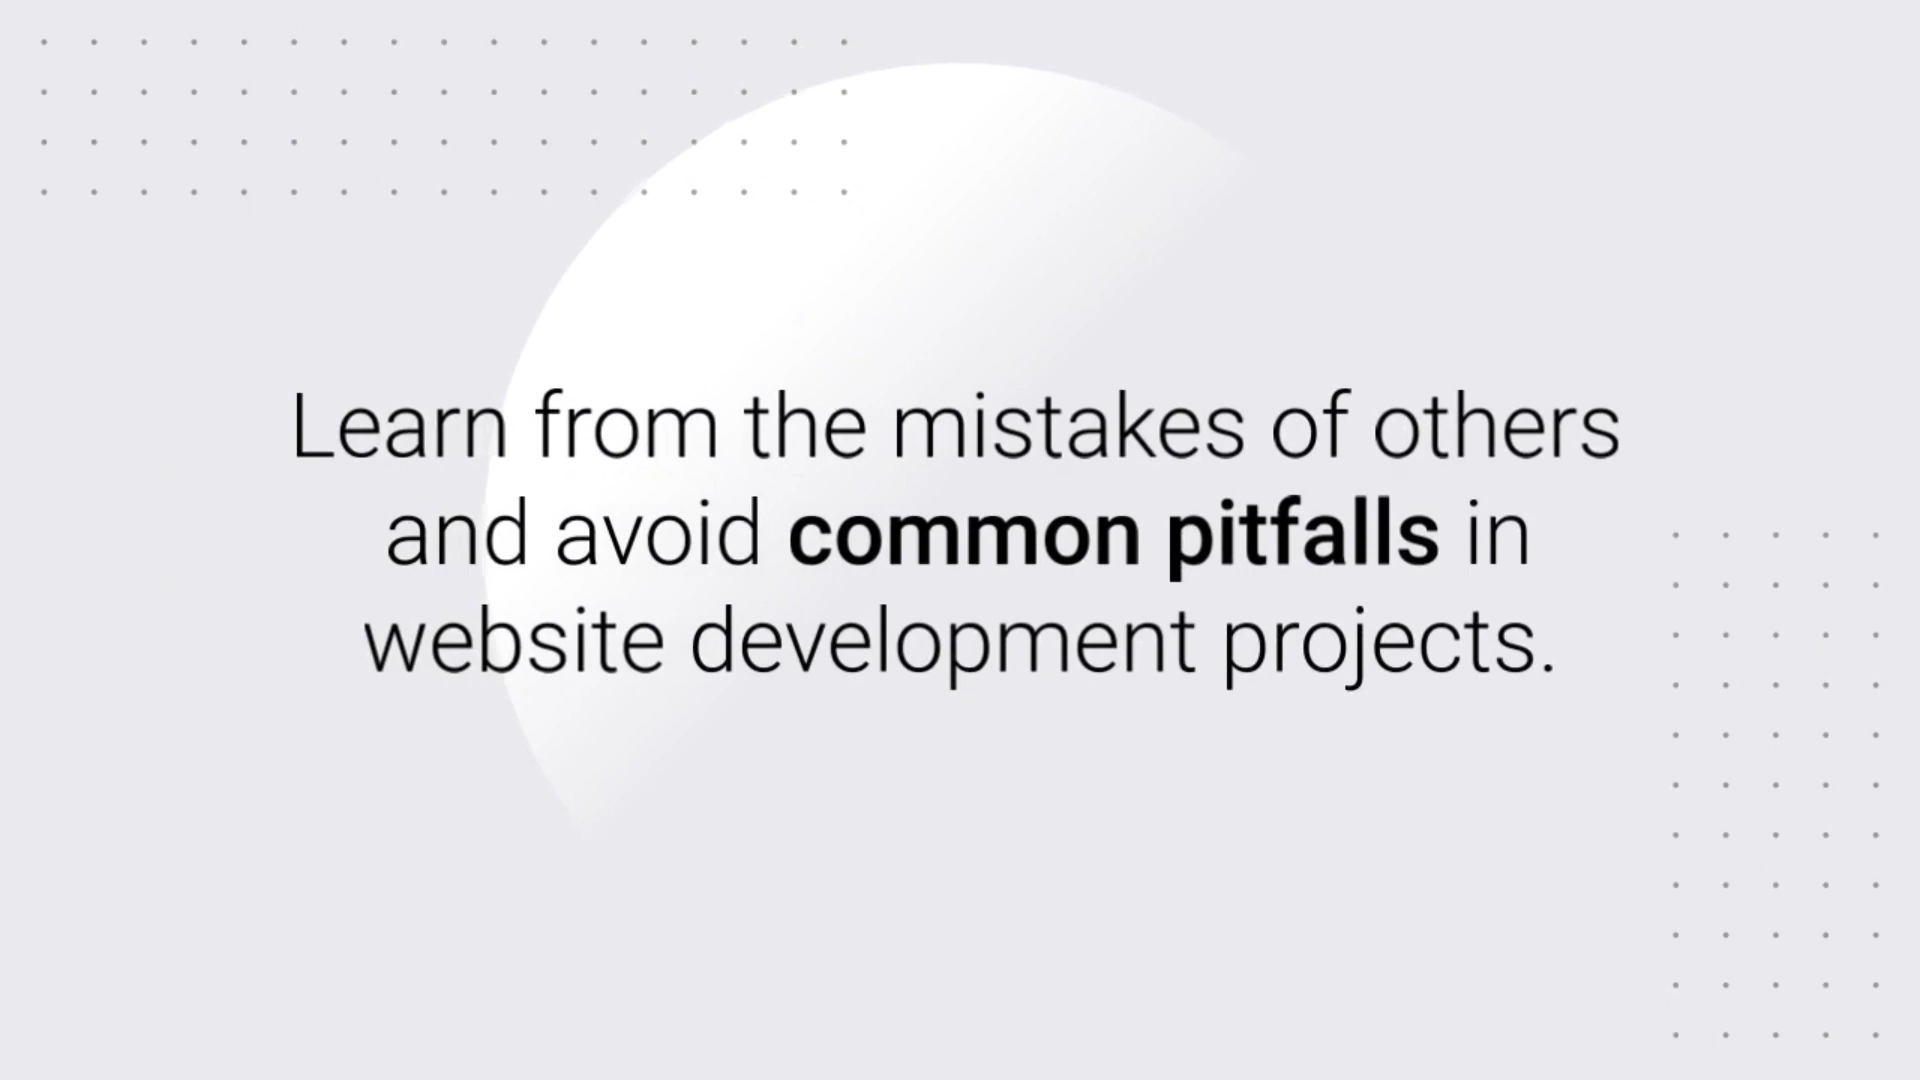 Learn from the mistakes of others
and avoid common pitfalls in
website development projects.